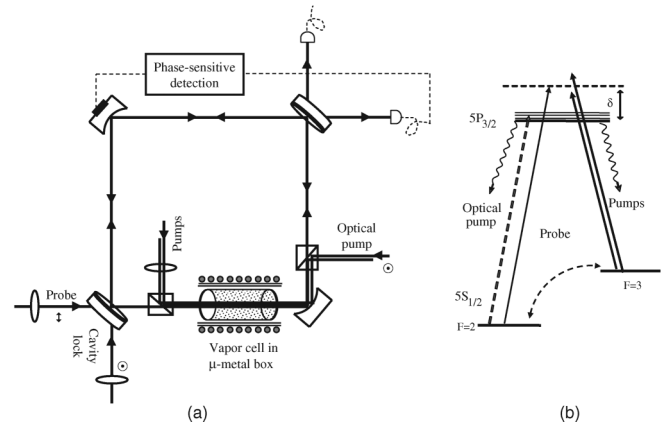 Phase-sensitive
detection
Pumps
Optical
pump
Probe
Cavity
lock
Vapor cell in
μ-metal box
(a)
δ
5P3/2
Optical
pump
Pumps
Probe
5S1/2
F=3
F=2
(b)